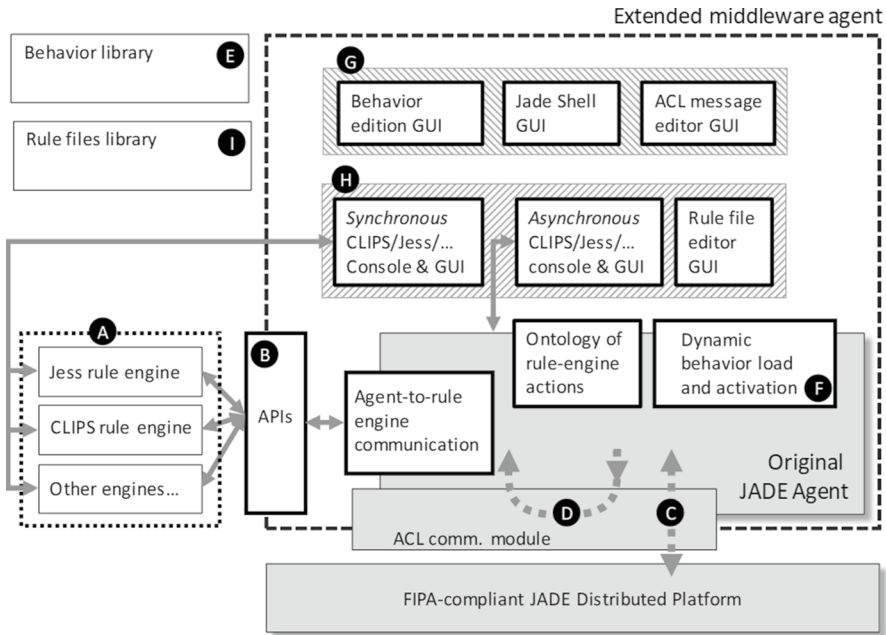 Extended middleware agent
Behavior library
E
Rule files library
I
G
Behavior
edition GUI
Jade Shell
GUI
ACL message
editor GUI
H
Synchronous
CLIPS/Jess/...
Console & GUI
Asynchronous
CLIPS/Jess/...
console & GUI
Rule file
editor
GUI
A
Jess rule engine
CLIPS rule engine
Other engines...
B
APIs
Agent-to-rule
engine
communication
Ontology of
rule-engine
actions
Dynamic
behavior load
and activation
F
Original
JADE Agent
D
C
ACL comm. module
FIPA-compliant JADE Distributed Platform